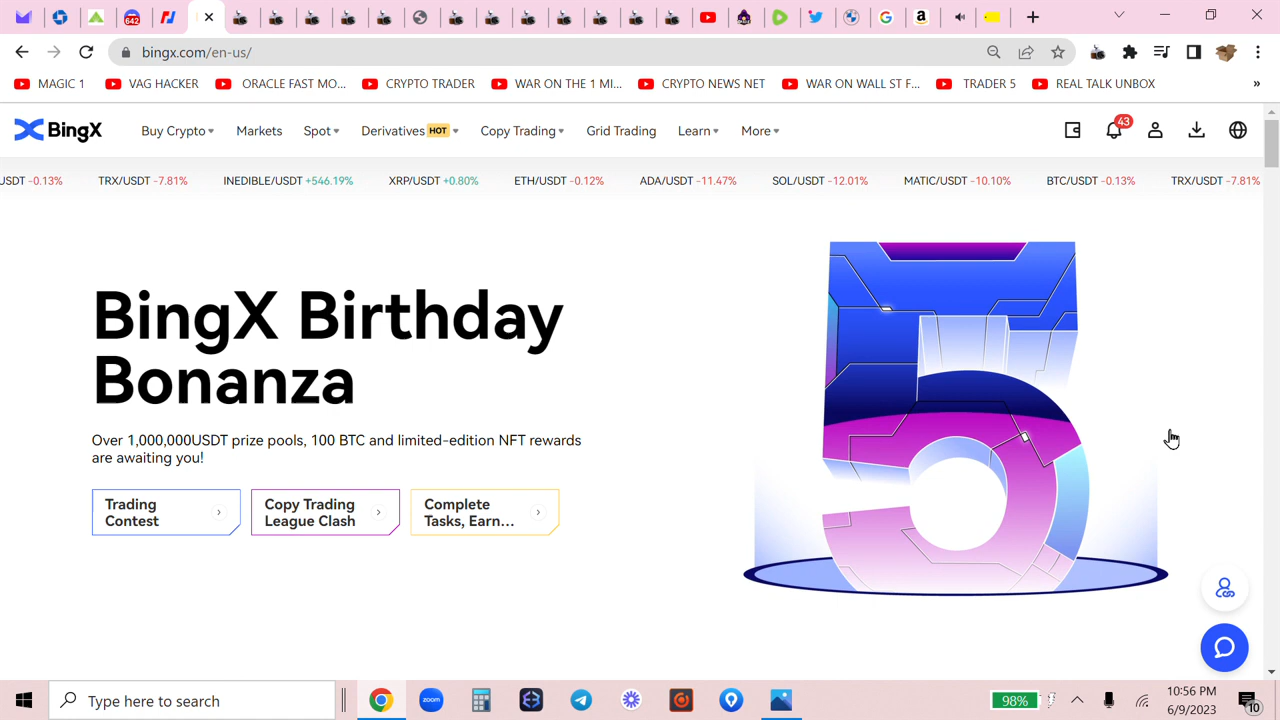 642
bingx.com/en-us/
MAGIC 1
VAG HACKER
ORACLE FAST MO...
CRYPTO TRADER
WAR ON THE 1 MI...
CRYPTO NEWS NET
WAR ON WALL ST F...
TRADER 5
REAL TALK UNBOX
»
BingX
Buy Crypto
Markets
Spot
Derivatives HOT
Copy Trading
Grid Trading
Learn
More
43
USDT -0.13%
TRX/USDT -7.81%
INEDIBLE/USDT +546.19%
XRP/USDT +0.80%
ETH/USDT -0.12%
ADA/USDT -11.47%
SOL/USDT -12.01%
MATIC/USDT -10.10%
BTC/USDT -0.13%
TRX/USDT -7.81%
BingX Birthday
Bonanza
5
Over 1,000,000USDT prize pools, 100 BTC and limited-edition NFT rewards
are awaiting you!
Trading
Contest
Copy Trading
League Clash
Complete
Tasks, Earn...
Type here to search
zoom
98%
10:56 PM
6/9/2023
10